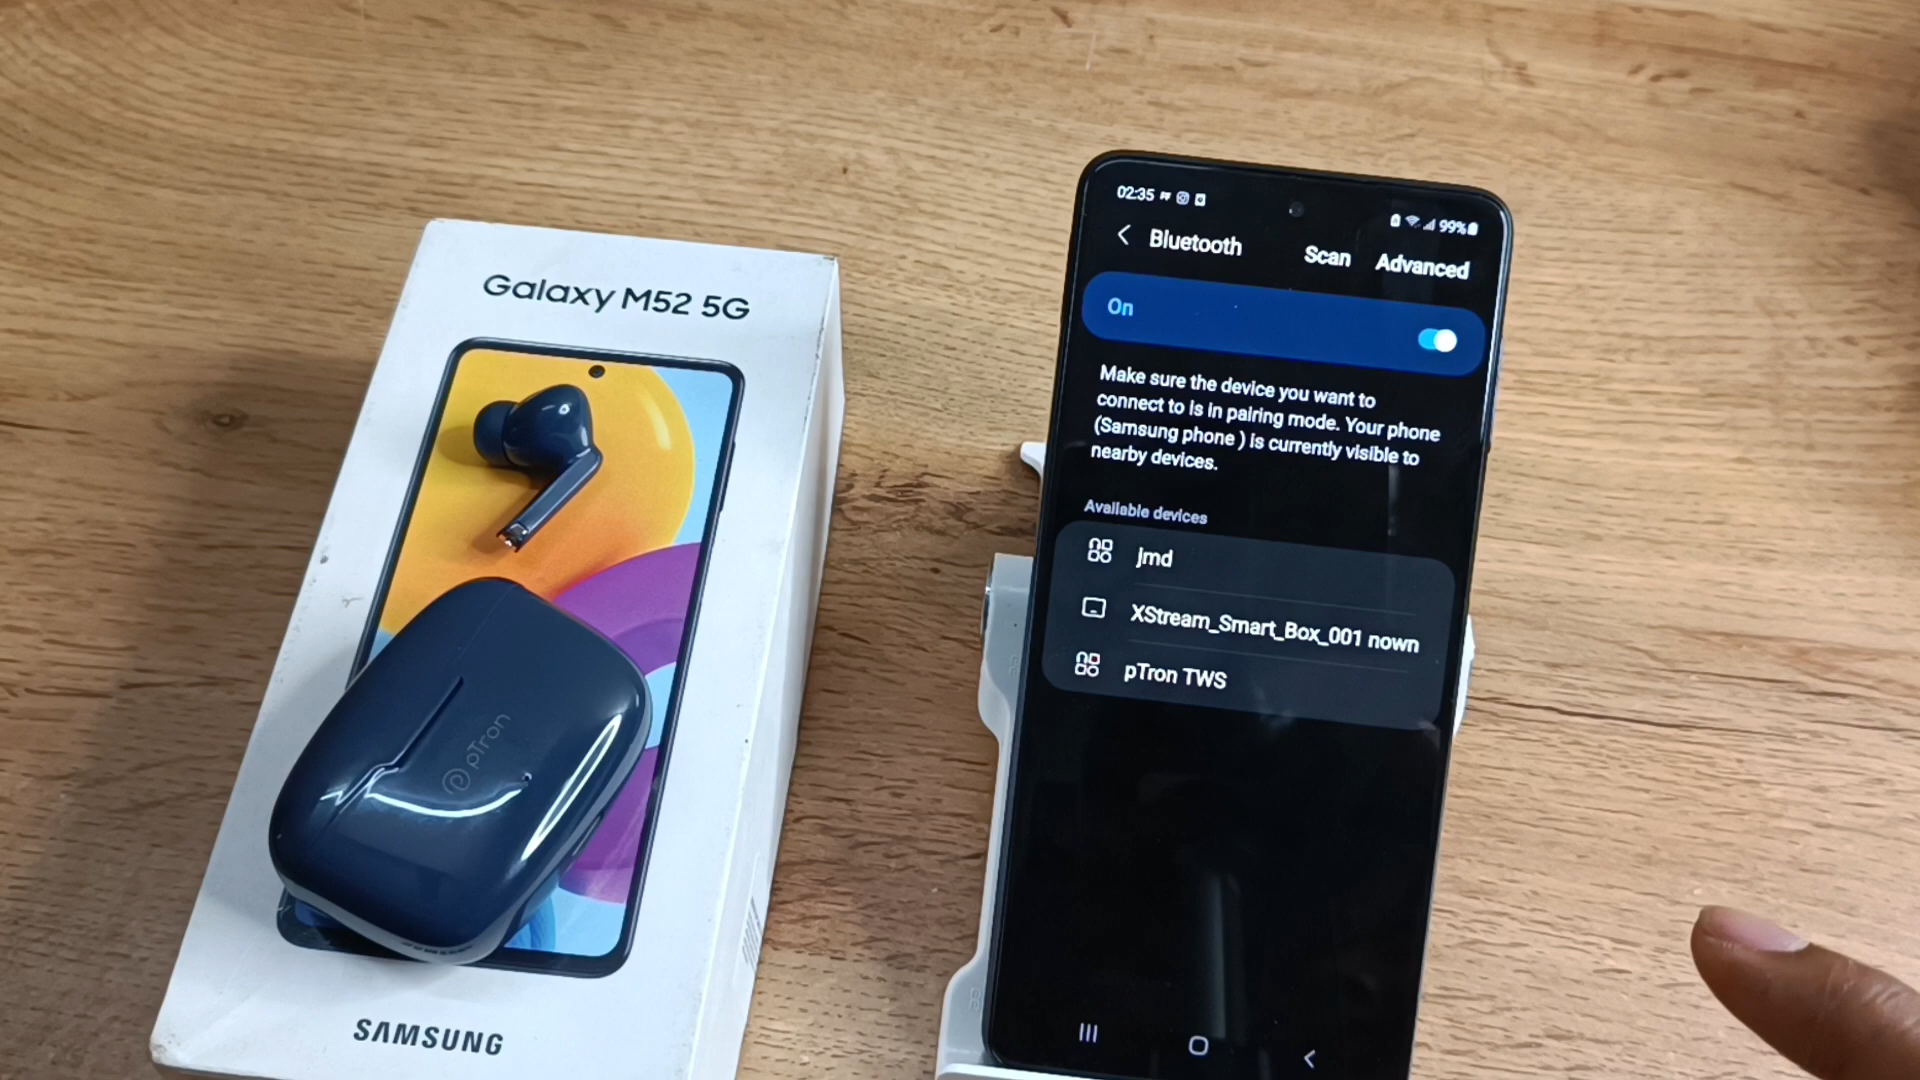 Galaxy M52 5G
pTron
SAMSUNG
02:35
99%
Bluetooth
Scan
Advanced
On
Make sure the device you want to
connect to is in pairing mode. Your phone
(Samsung phone ) is currently visible to
nearby devices.
Available devices
jmd
XStream_Smart_Box_001 nown
pTron TWS